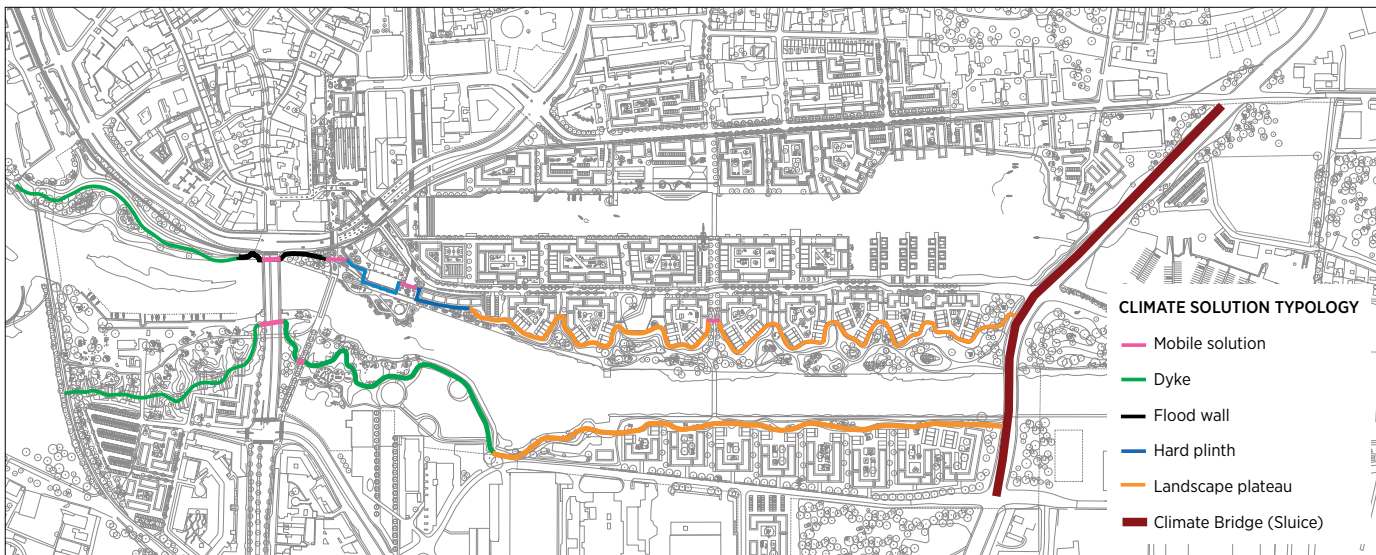 CLIMATE SOLUTION TYPOLOGY
Mobile solution
Dyke
Flood wall
Hard plinth
Landscape plateau
Climate Bridge (Sluice)